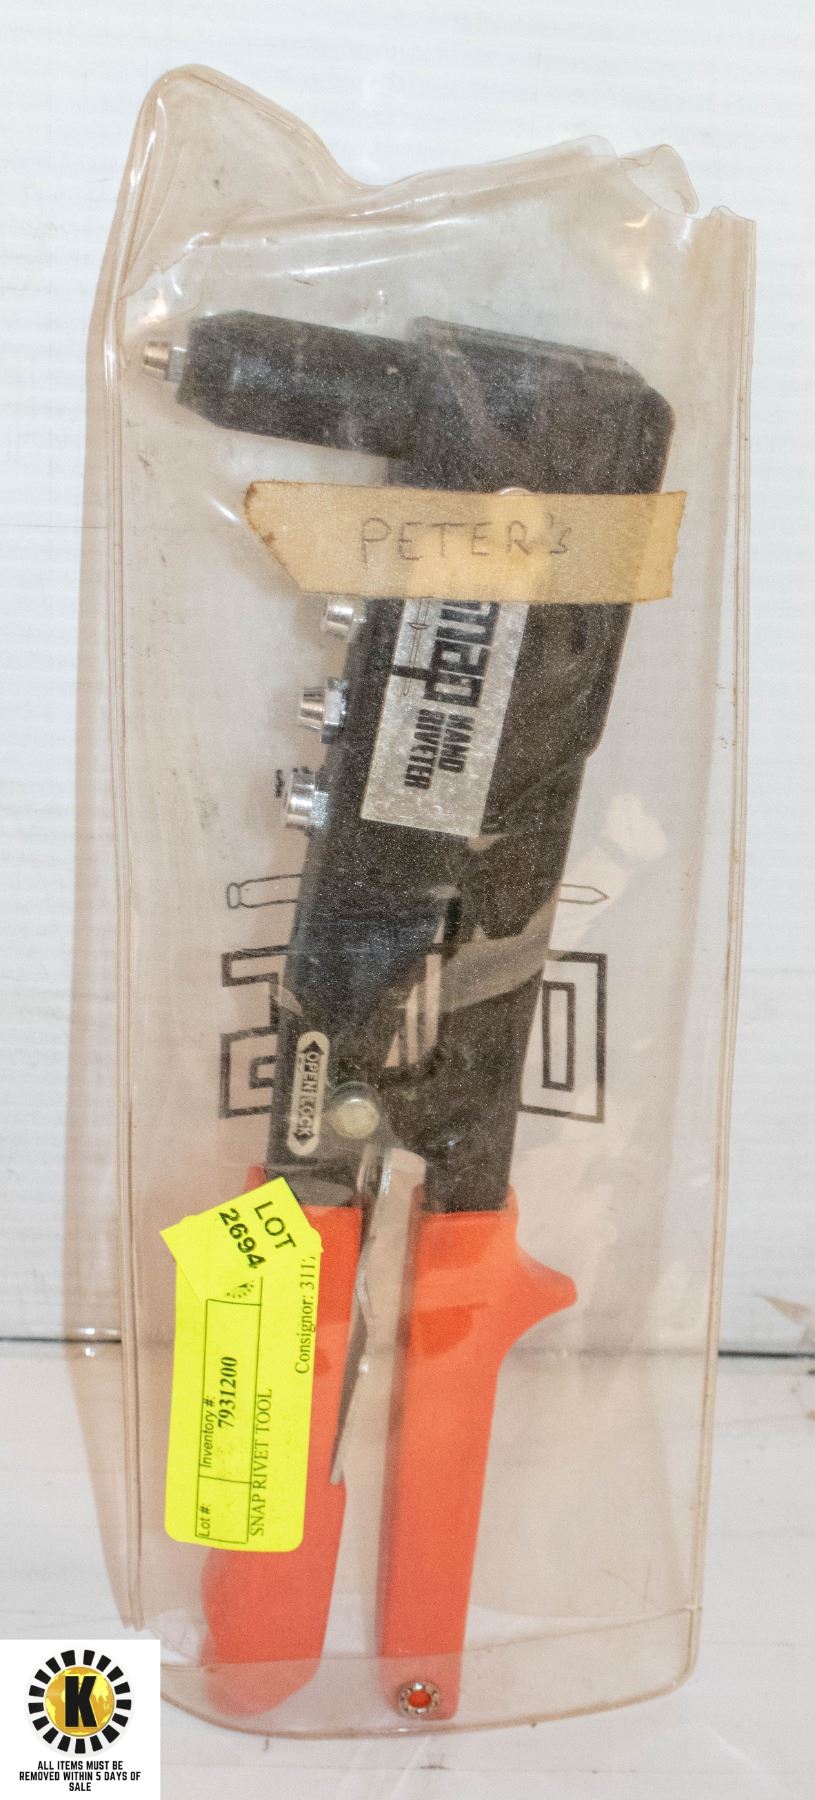 PETER'S
HAND
RIVETER
OPEN LOCK
LOT
2694
Consignor: 311
Lot #: Inventory #:
7931200
SNAP RIVET TOOL
K
ALL ITEMS MUST BE
REMOVED WITHIN 5 DAYS OF
SALE